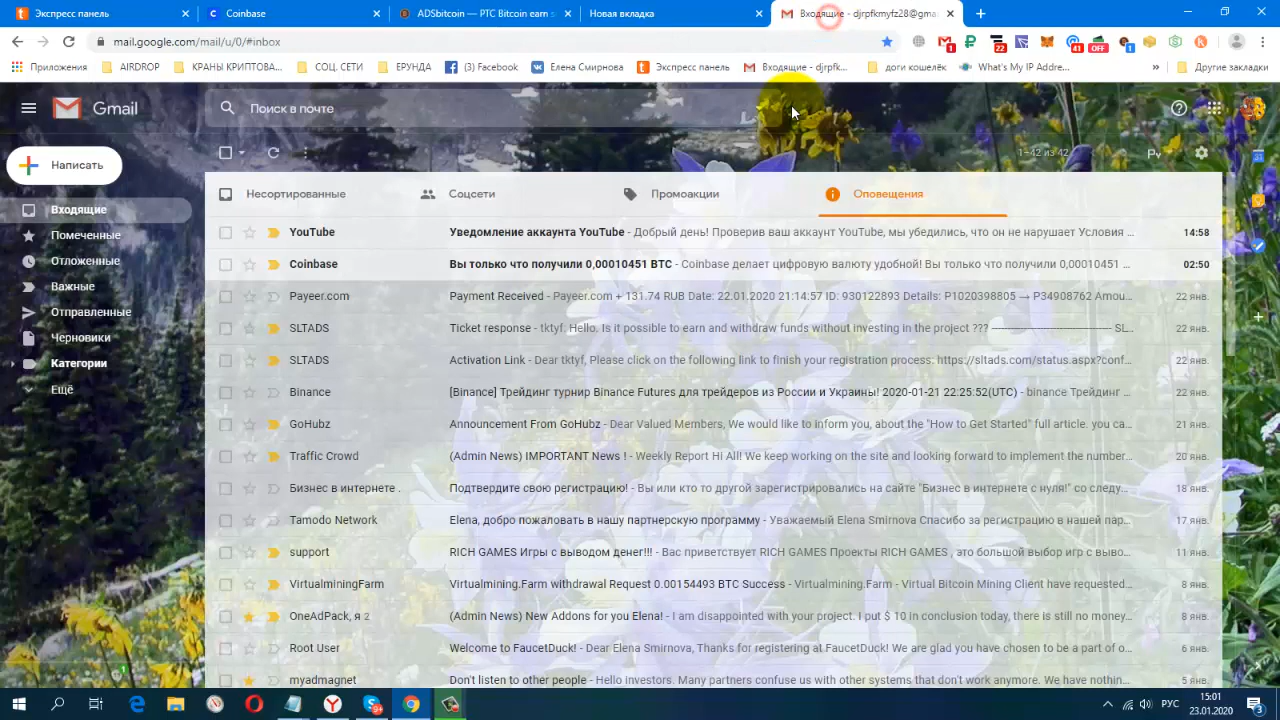 Экспресс панель
Coinbase
ADSbitcoin — PTC Bitcoin earn s
Новая вкладка
Входящие - djrpfkmyfz28@gma
mail.google.com/mail/u/0/#inbox
1
22
41
OFF
1
Приложения
AIRDROP
КРАНЫ КРИПТОВА...
СОЦ. СЕТИ
ЕРУНДА
(3) Facebook
Елена Смирнова
Экспресс панель
Входящие - djrpfk...
доги кошелёк
What's My IP Addre...
»
Другие закладки
Gmail
Поиск в почте
Написать
1–42 из 42
Ру
31
Входящие
Помеченные
Отложенные
Важные
Отправленные
Черновики
Категории
Ещё
Несортированные
Соцсети
Промоакции
Оповещения
YouTube Уведомление аккаунта YouTube - Добрый день! Проверив ваш аккаунт YouTube, мы убедились, что он не нарушает Условия ... 14:58
Coinbase Вы только что получили 0,00010451 BTC - Coinbase делает цифровую валюту удобной! Вы только что получили 0,00010451 ... 02:50
Payeer.com Payment Received - Payeer.com + 131.74 RUB Date: 22.01.2020 21:14:57 ID: 930122893 Details: P1020398805 → P34908762 Amou... 22 янв.
SLTADS Ticket response - tktyf, Hello. Is it possible to earn and withdraw funds without investing in the project ??? ------------------------------ SL... 22 янв.
SLTADS Activation Link - Dear tktyf, Please click on the following link to finish your registration process: https://sltads.com/status.aspx?conf... 22 янв.
Binance [Binance] Трейдинг турнир Binance Futures для трейдеров из России и Украины! 2020-01-21 22:25:52(UTC) - binance Трейдинг ... 22 янв.
GoHubz Announcement From GoHubz - Dear Valued Members, We would like to inform you, about the "How to Get Started" full article. you ca... 21 янв.
Traffic Crowd (Admin News) IMPORTANT News ! - Weekly Report Hi All! We keep working on the site and looking forward to implement the number... 20 янв.
Бизнес в интернете . Подтвердите свою регистрацию! - Вы или кто то другой зарегистрировались на сайте "Бизнес в интернете с нуля!" со следу... 18 янв.
Tamodo Network Elena, добро пожаловать в нашу партнерскую программу - Уважаемый Elena Smirnova Спасибо за регистрацию в нашей пар... 17 янв.
support RICH GAMES Игры с выводом денег!!! - Вас приветствует RICH GAMES Проекты RICH GAMES , это большой выбор игр с выво... 11 янв.
VirtualminingFarm Virtualmining.Farm withdrawal Request 0.00154493 BTC Success - Virtualmining.Farm - Virtual Bitcoin Mining Client have requested... 8 янв.
OneAdPack, я 2 (Admin News) New Addons for you Elena! - I am disappointed with your project. I put $ 10 In conclusion today, there is still no money... 8 янв.
Root User Welcome to FaucetDuck! - Dear Elena Smirnova, Thanks for registering at FaucetDuck! We are glad you have chosen to be a part of o... 6 янв.
myadmagnet Don't listen to other people - Hello investors. Many partners confuse us with other systems that don't work anymore. We have nothin... 5 янв.
1
9+
РУС
15:01
23.01.2020
3